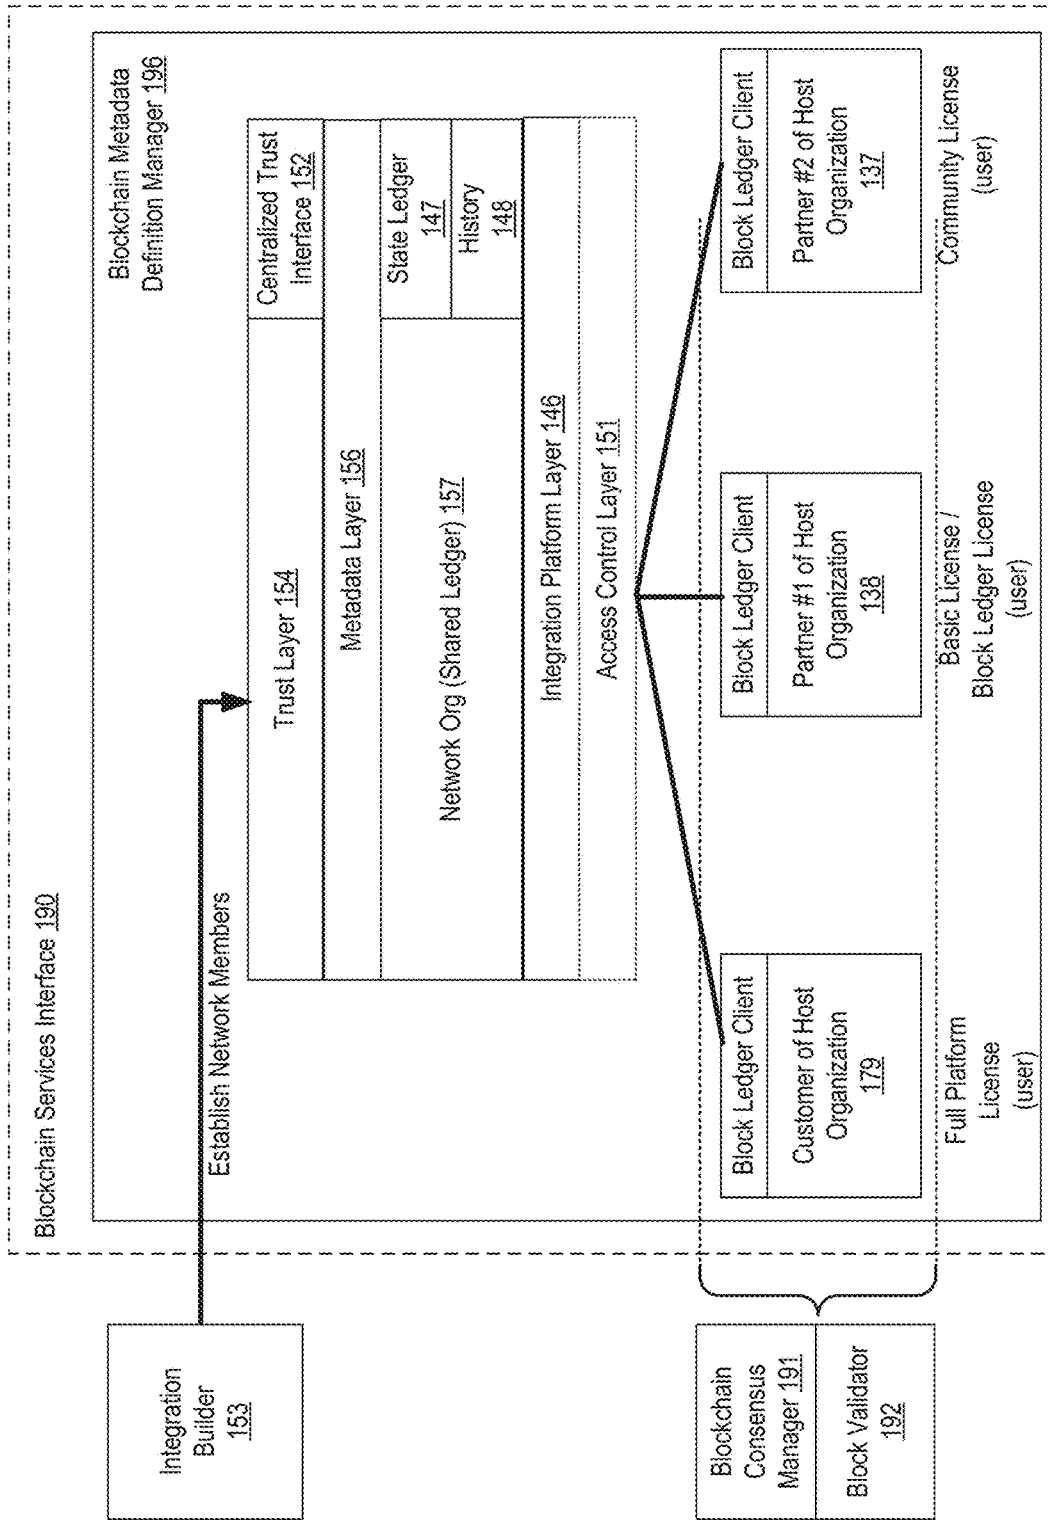 Blockchain Services Interface 190
Integration
Builder
153
Establish Network Members
Blockchain Metadata
Definition Manager 196
Trust Layer 154
Centralized Trust
Interface 152
Metadata Layer 156
Network Org (Shared Ledger) 157
State Ledger
147
History
148
Integration Platform Layer 146
Access Control Layer 151
Blockchain
Consensus
Manager 191
Block Validator
192
Block Ledger Client
Customer of Host
Organization
179
Full Platform
License
(user)
Block Ledger Client
Partner #1 of Host
Organization
138
Basic License /
Block Ledger License
(user)
Block Ledger Client
Partner #2 of Host
Organization
137
Community License
(user)